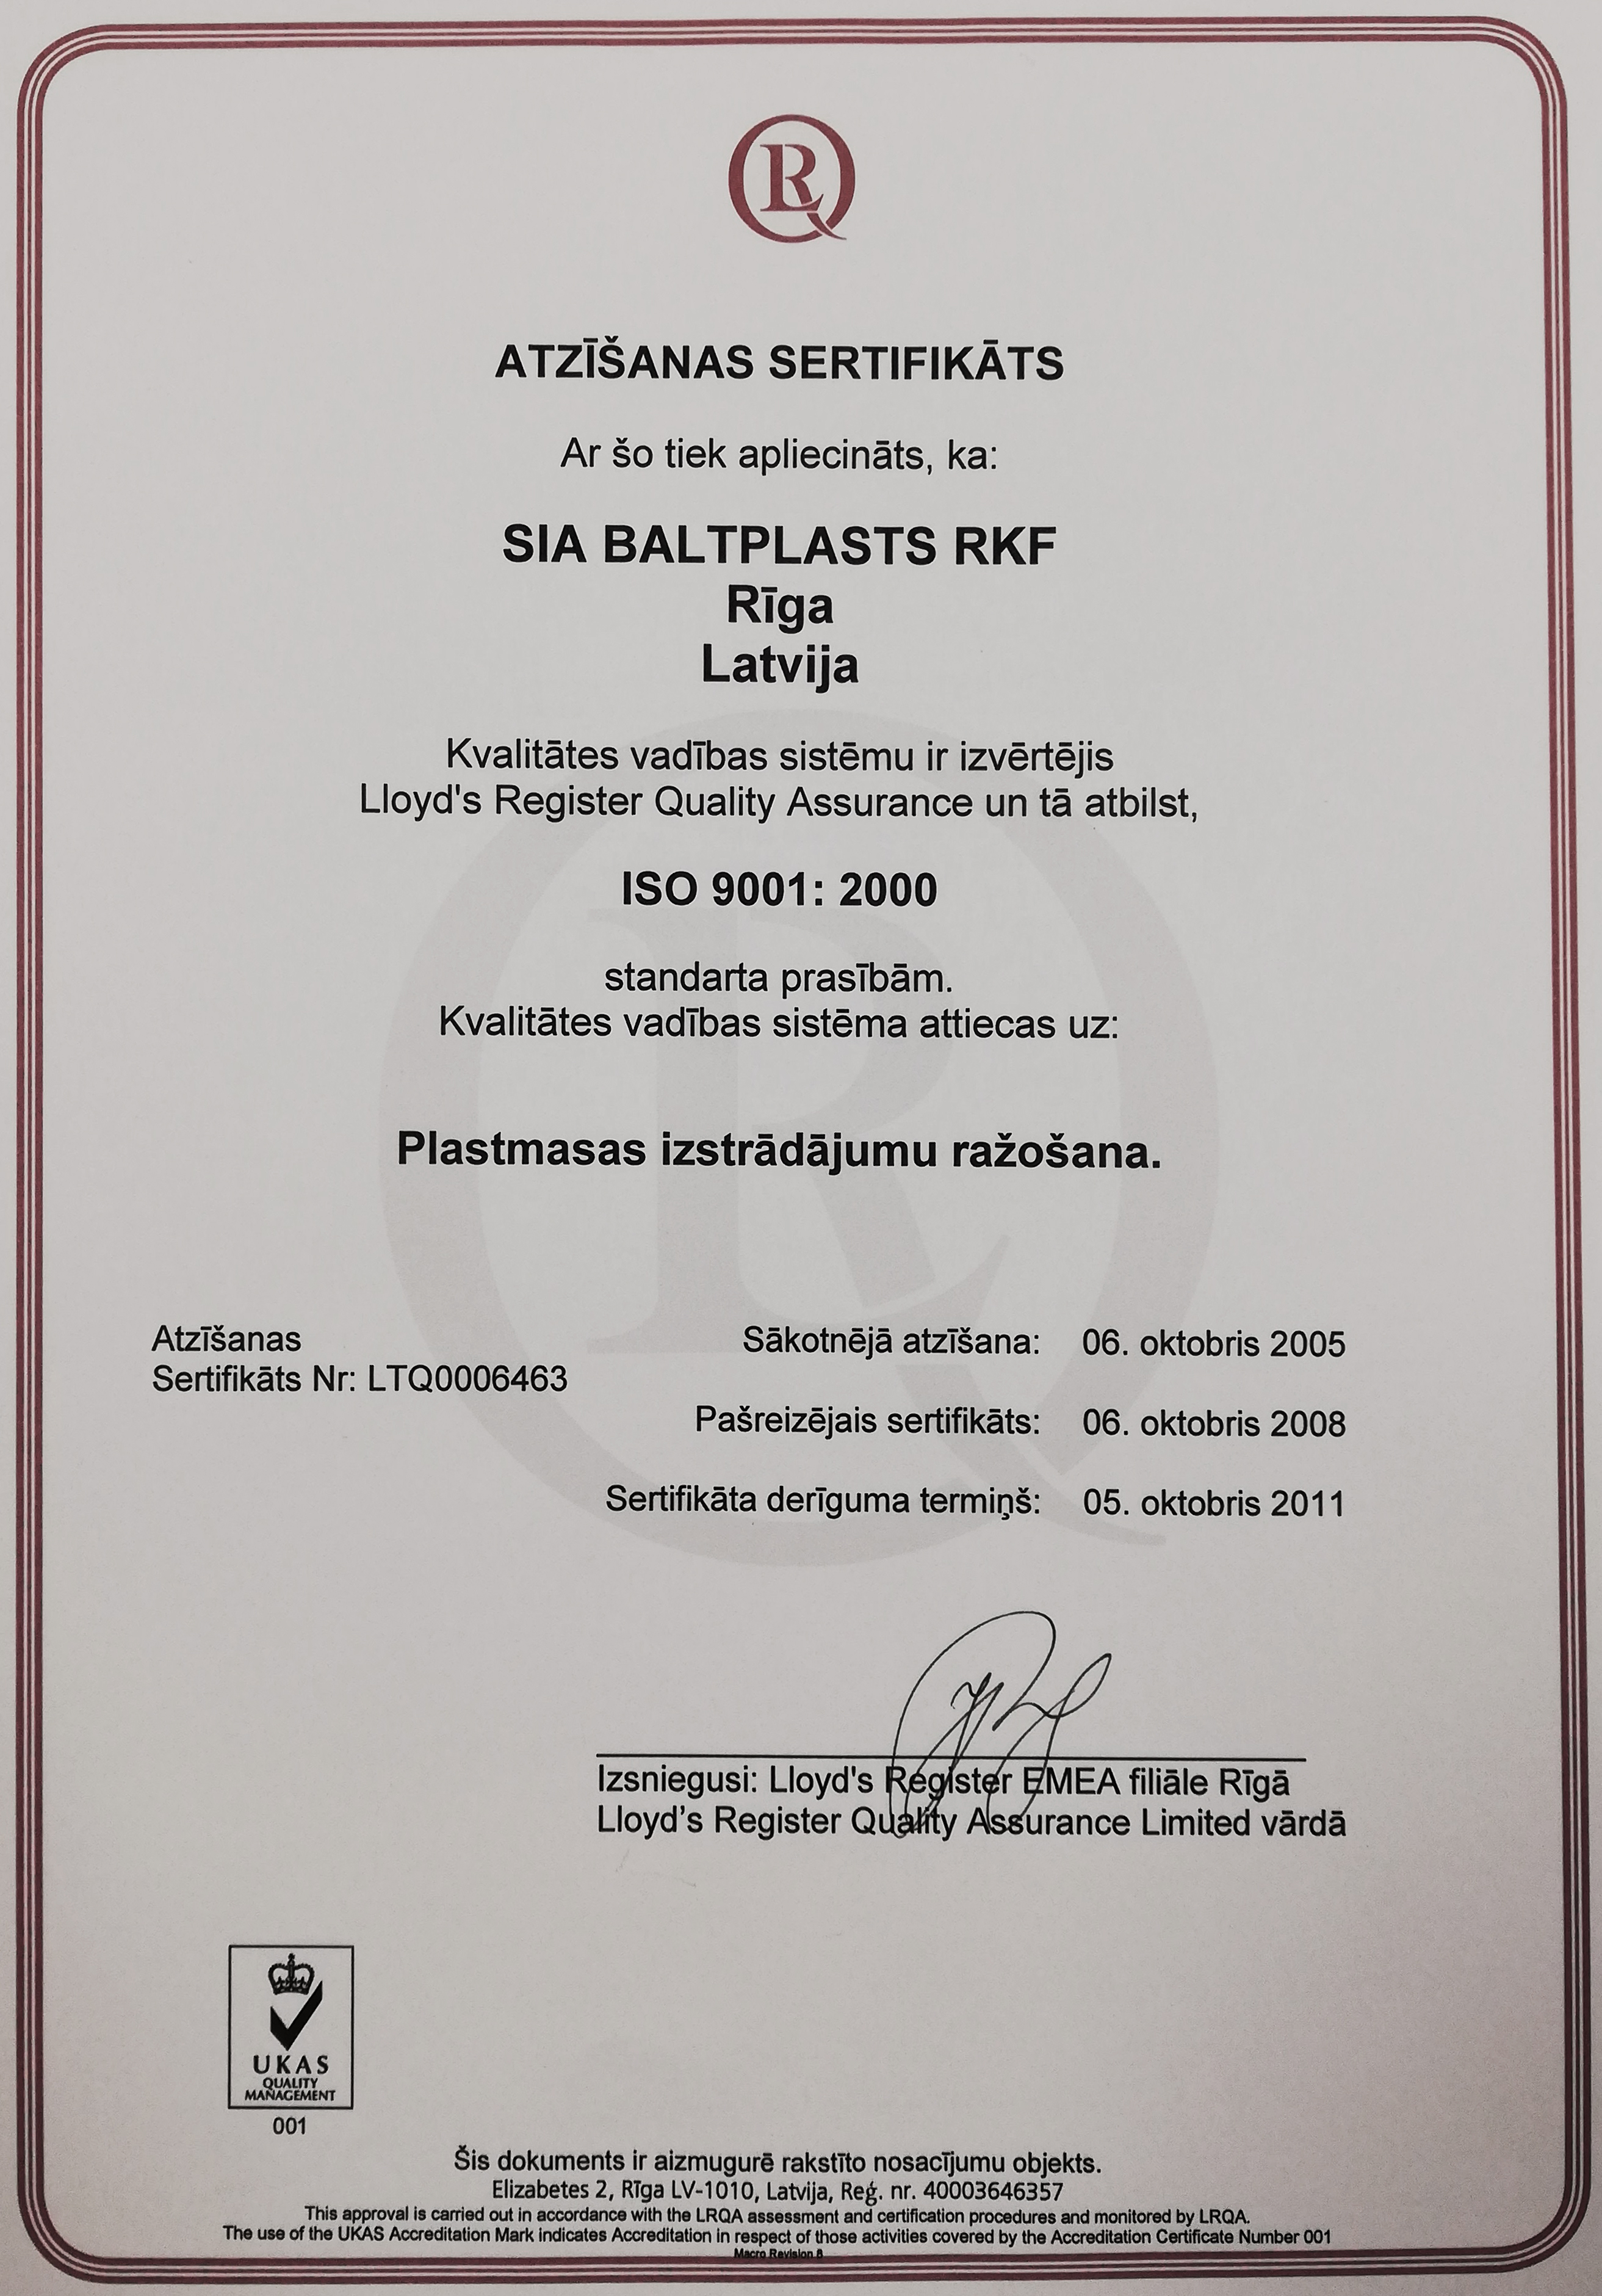 LRQ
ATZĪŠANAS SERTIFIKĀTS
Ar šo tiek apliecināts, ka:
SIA BALTPLASTS RKF
Rīga
Latvija
Kvalitātes vadības sistēmu ir izvērtējis
Lloyd's Register Quality Assurance un tā atbilst,
ISO 9001: 2000
standarta prasībām.
Kvalitātes vadības sistēma attiecas uz:
Plastmasas izstrādājumu ražošana.
Atzīšanas
Sertifikāts Nr: LTQ0006463
Sākotnējā atzīšana: 06. oktobris 2005
Pašreizējais sertifikāts: 06. oktobris 2008
Sertifikāta derīguma termiņš: 05. oktobris 2011
Izsniegusi: Lloyd's Register EMEA filiāle Rīgā
Lloyd's Register Quality Assurance Limited vārdā
UKAS
QUALITY
MANAGEMENT
001
Šis dokuments ir aizmugurē rakstīto nosacījumu objekts.
Elizabetes 2, Rīga LV-1010, Latvija, Reģ. nr. 40003646357
This approval is carried out in accordance with the LRQA assessment and certification procedures and monitored by LRQA.
The use of the UKAS Accreditation Mark indicates Accreditation in respect of those activities covered by the Accreditation Certificate Number 001
Macro Revision 8